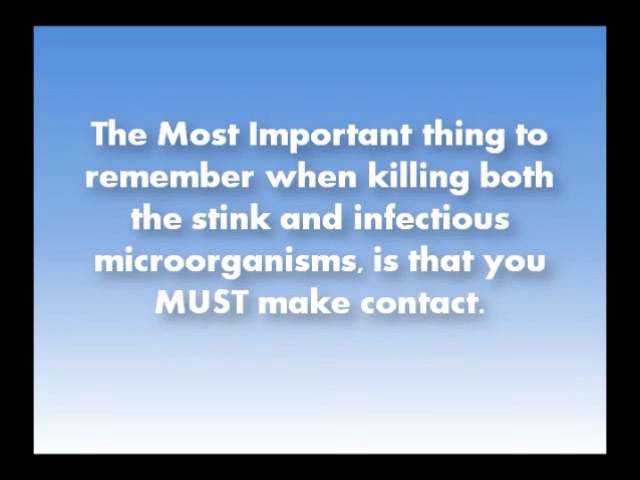 The Most Important thing to
remember when killing both
the stink and infectious
microorganisms, is that you
MUST make contact.